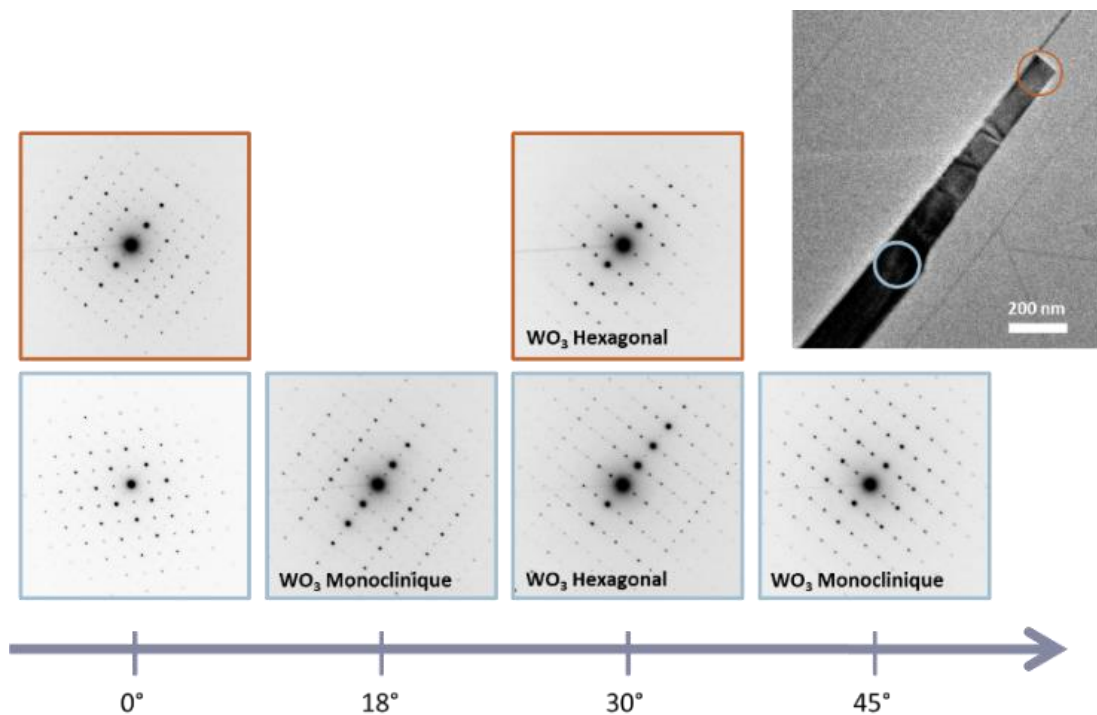 200 nm
WO₃ Hexagonal
WO₃ Monoclinique
WO₃ Hexagonal
WO₃ Monoclinique
0°
18°
30°
45°